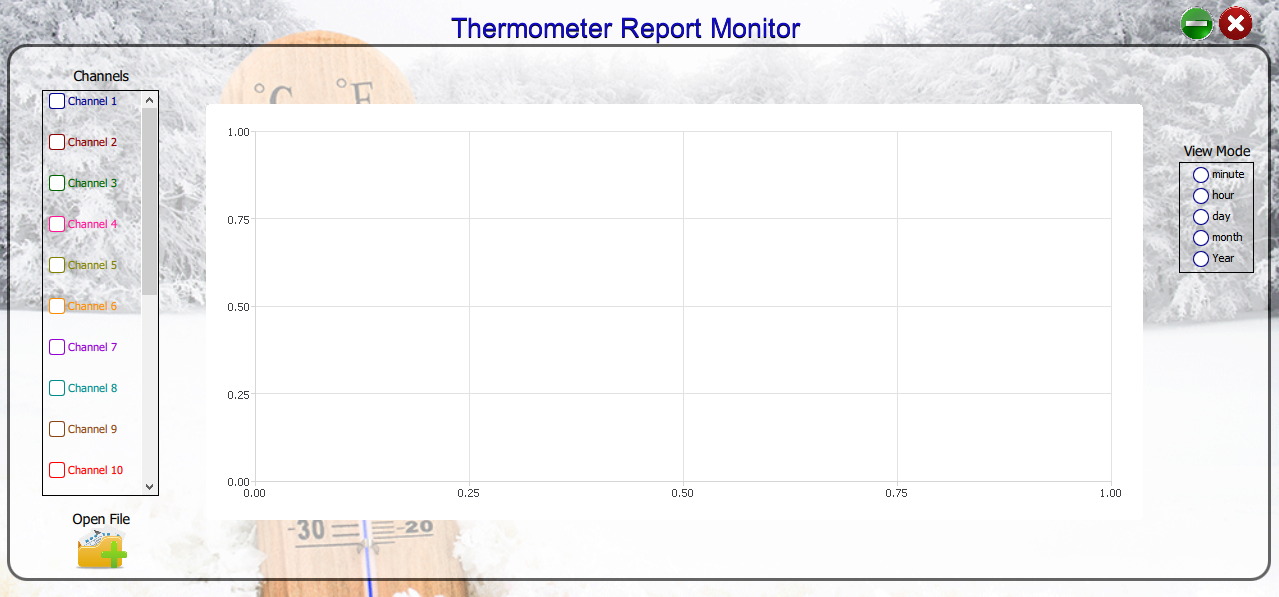 Thermometer Report Monitor
Channels
Channel 1
Channel 2
Channel 3
Channel 4
Channel 5
Channel 6
Channel 7
Channel 8
Channel 9
Channel 10
Open File
°C °F
1.00
0.75
0.50
0.25
0.00
0.00 0.25 0.50 0.75 1.00
-30 -20
View Mode
minute
hour
day
month
Year